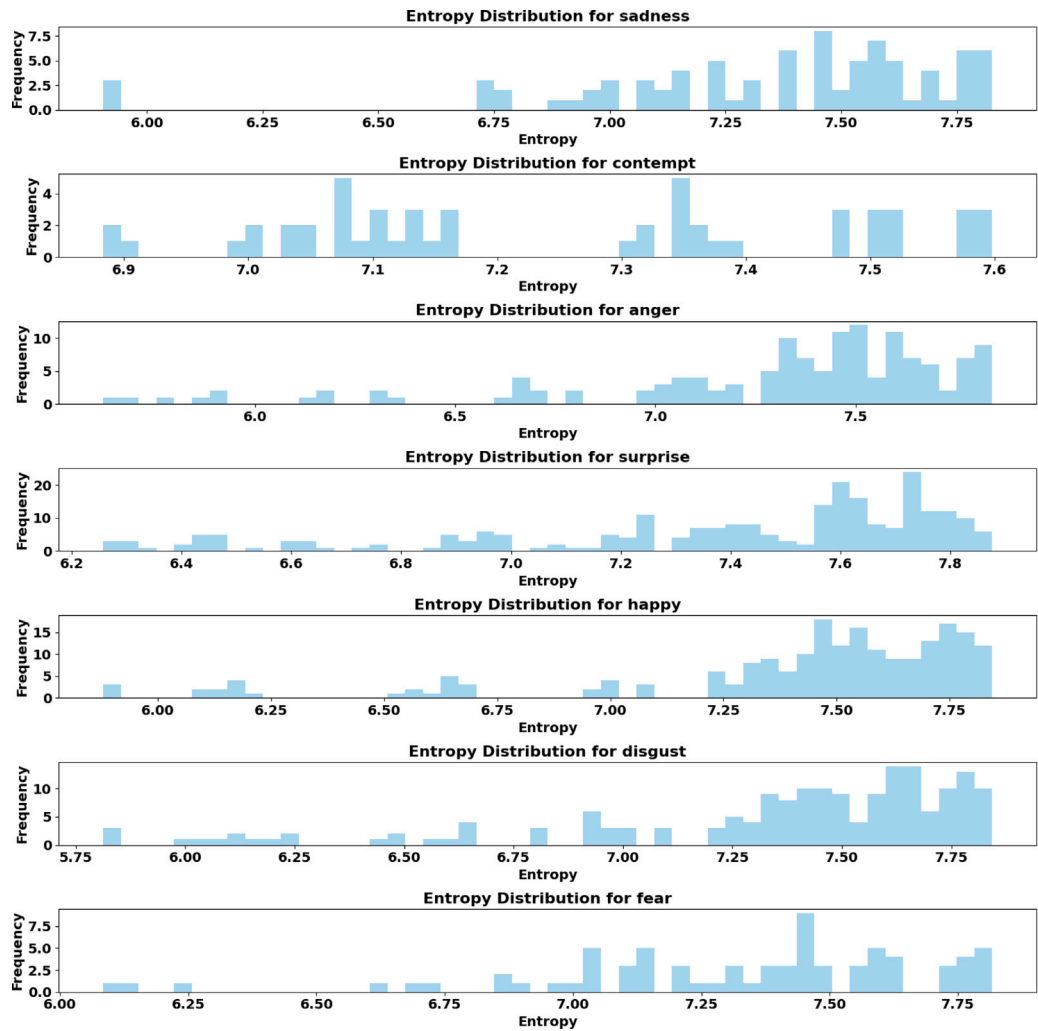 Entropy Distribution for sadness
Frequency
7.5
5.0
2.5
0.0
6.00 6.25 6.50 6.75 7.00 7.25 7.50 7.75
Entropy
Entropy Distribution for contempt
Frequency
4
2
0
6.9 7.0 7.1 7.2 7.3 7.4 7.5 7.6
Entropy
Entropy Distribution for anger
Frequency
10
5
0
6.0 6.5 7.0 7.5
Entropy
Entropy Distribution for surprise
Frequency
20
10
0
6.2 6.4 6.6 6.8 7.0 7.2 7.4 7.6 7.8
Entropy
Entropy Distribution for happy
Frequency
15
10
5
0
6.00 6.25 6.50 6.75 7.00 7.25 7.50 7.75
Entropy
Entropy Distribution for disgust
Frequency
10
5
0
5.75 6.00 6.25 6.50 6.75 7.00 7.25 7.50 7.75
Entropy
Entropy Distribution for fear
Frequency
7.5
5.0
2.5
0.0
6.00 6.25 6.50 6.75 7.00 7.25 7.50 7.75
Entropy